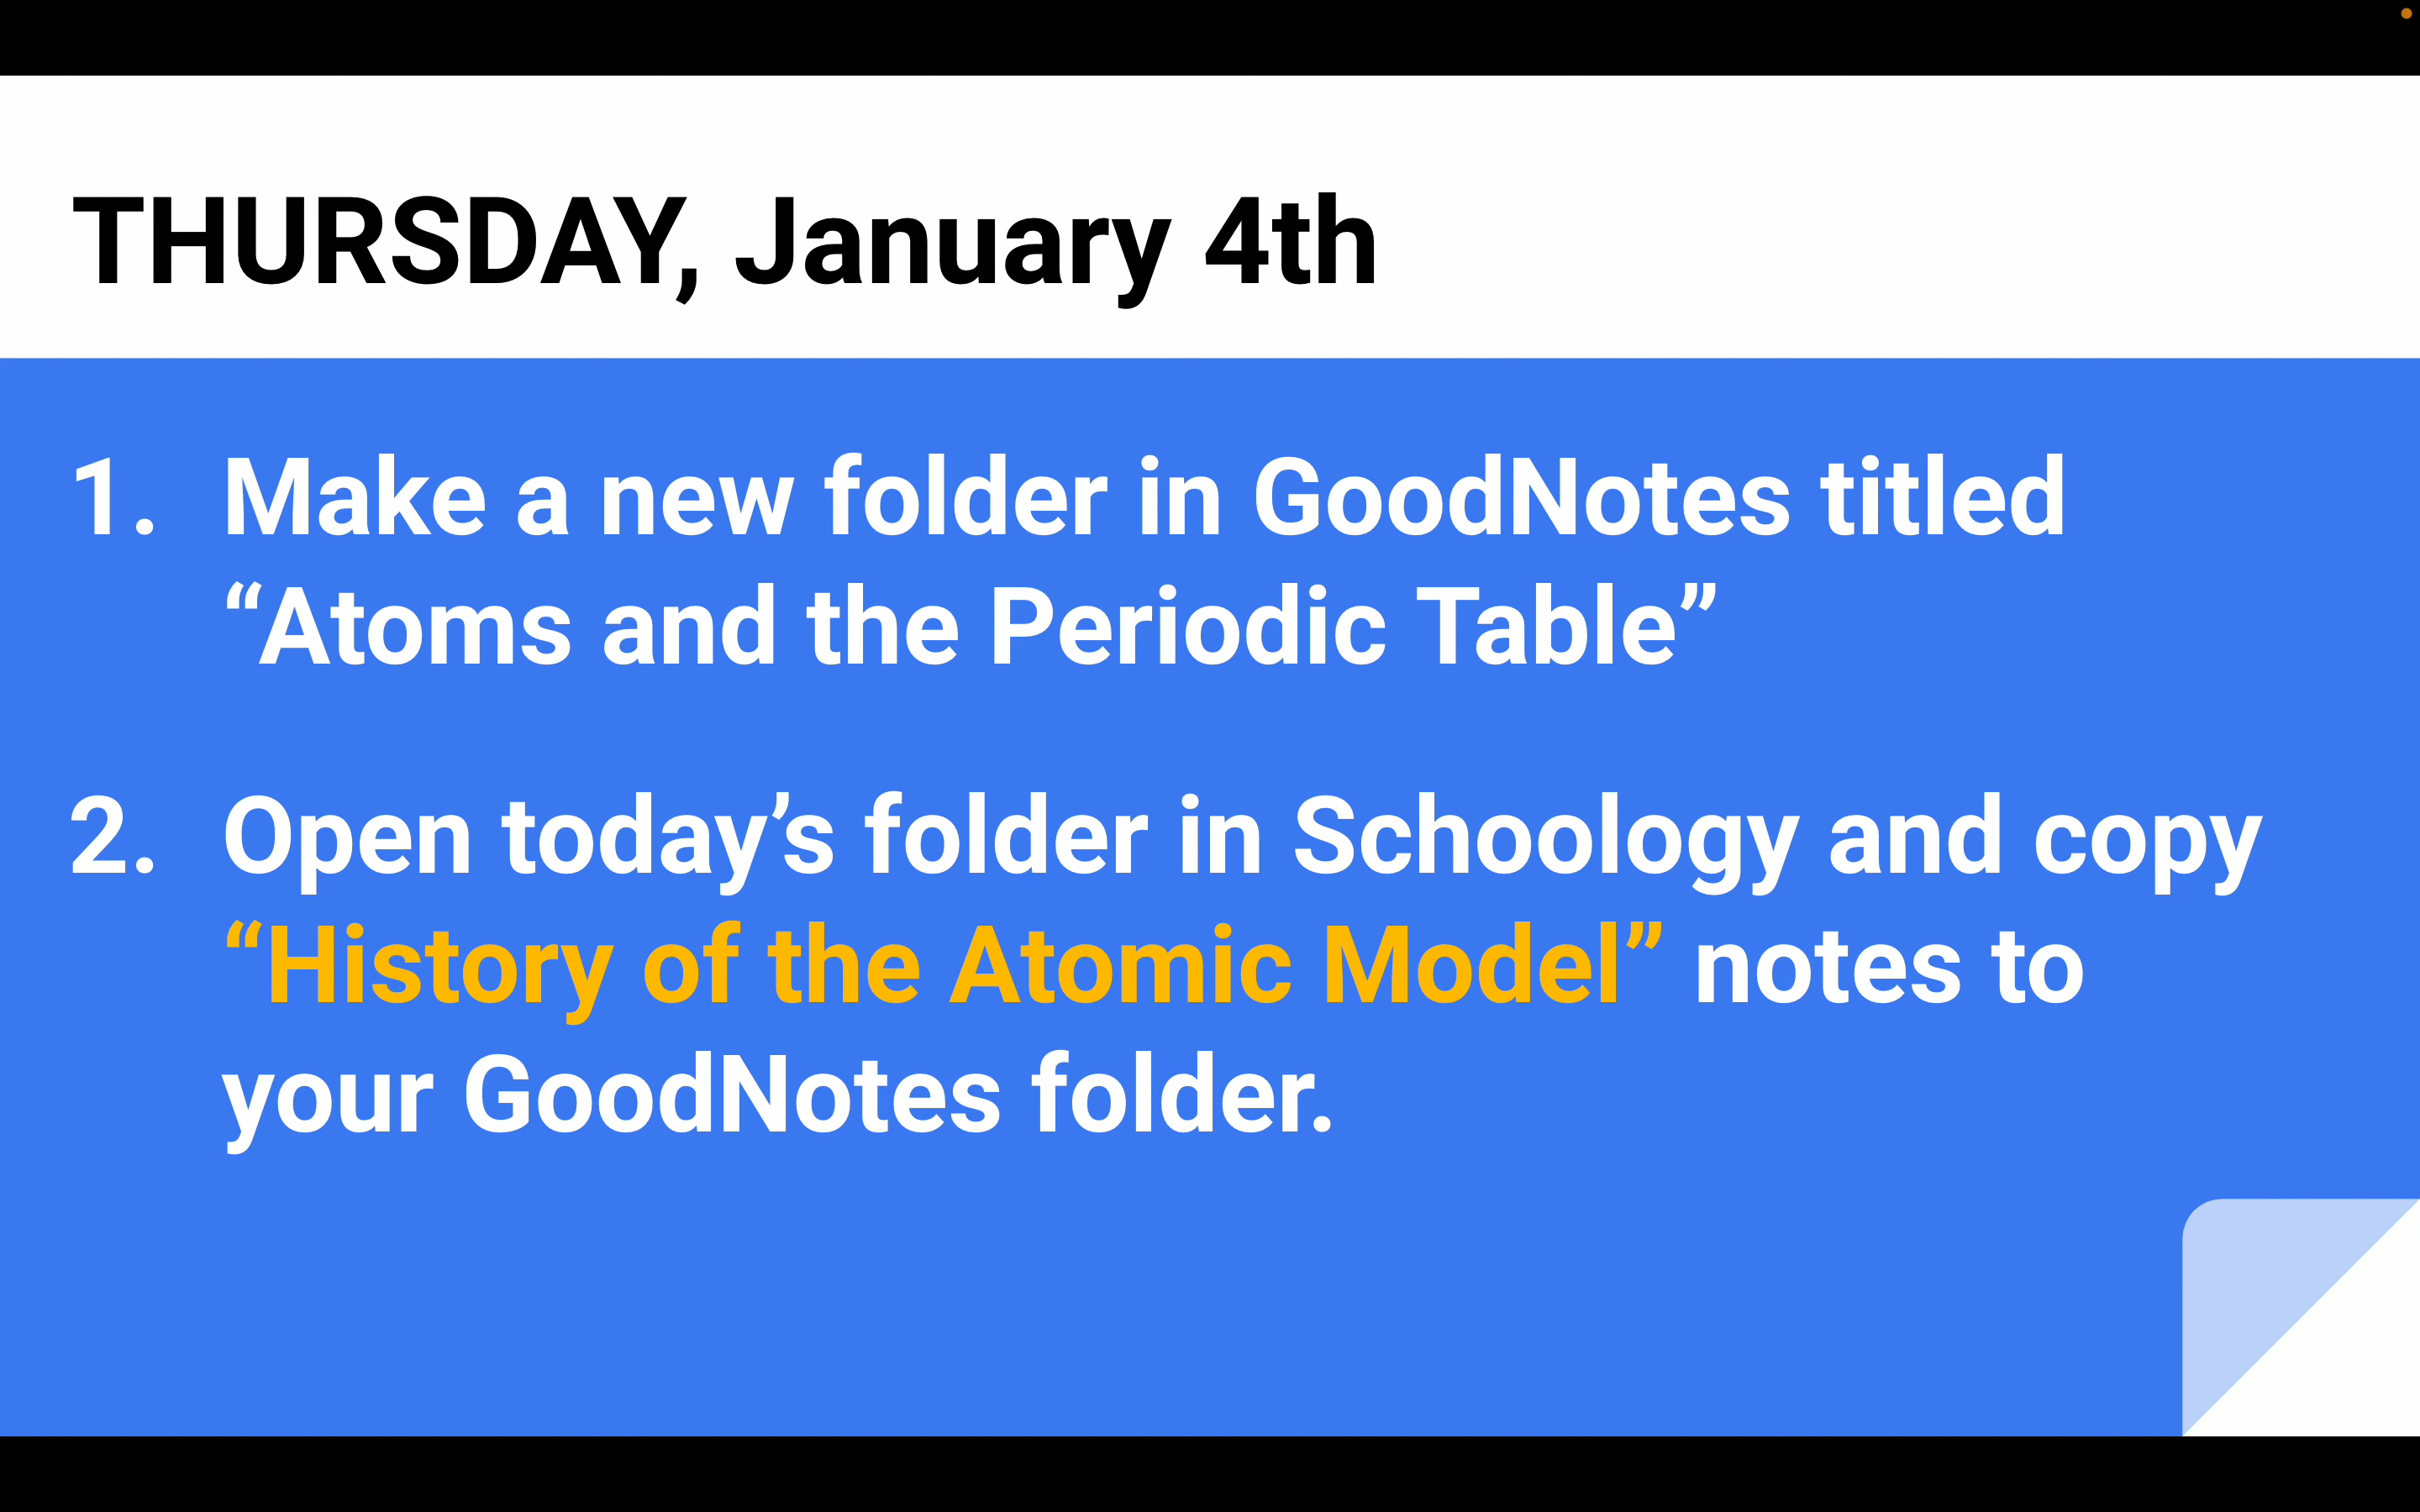 THURSDAY, January 4th
1. Make a new folder in GoodNotes titled
“Atoms and the Periodic Table”
2. Open today’s folder in Schoology and copy
“History of the Atomic Model” notes to
your GoodNotes folder.